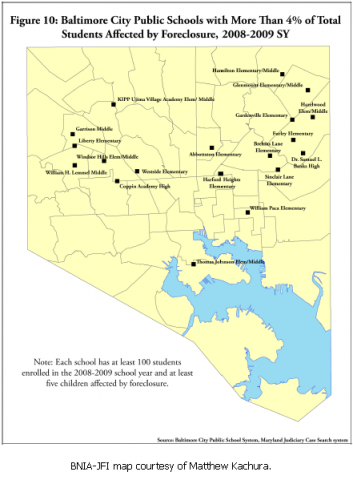 Figure 10: Baltimore City Public Schools with More Than 4% of Total
Students Affected by Foreclosure, 2008-2009 SY
Hamilton Elementary/Middle
Glenmount Elementary/Middle
KIPP Ujima Village Academy Elem/ Middle
Hazelwood
Elem/Middle
Gardenville Elementary
Garrison Middle
Furley Elementary
Liberty Elementary
Brehms Lane
Elementary
Abbottston Elementary
Windsor Hills Elem/Middle
Dr. Samuel L.
Banks High
William H. Lemmel Middle
Westside Elementary
Harford Heights
Elementary
Sinclair Lane
Elementary
Coppin Academy High
William Paca Elementary
Thomas Johnson Elem/Middle
Note: Each school has at least 100 students
enrolled in the 2008-2009 school year and at least
five children affected by foreclosure.
Source: Baltimore City Public School System, Maryland Judiciary Case Search system
BNIA-JFI map courtesy of Matthew Kachura.